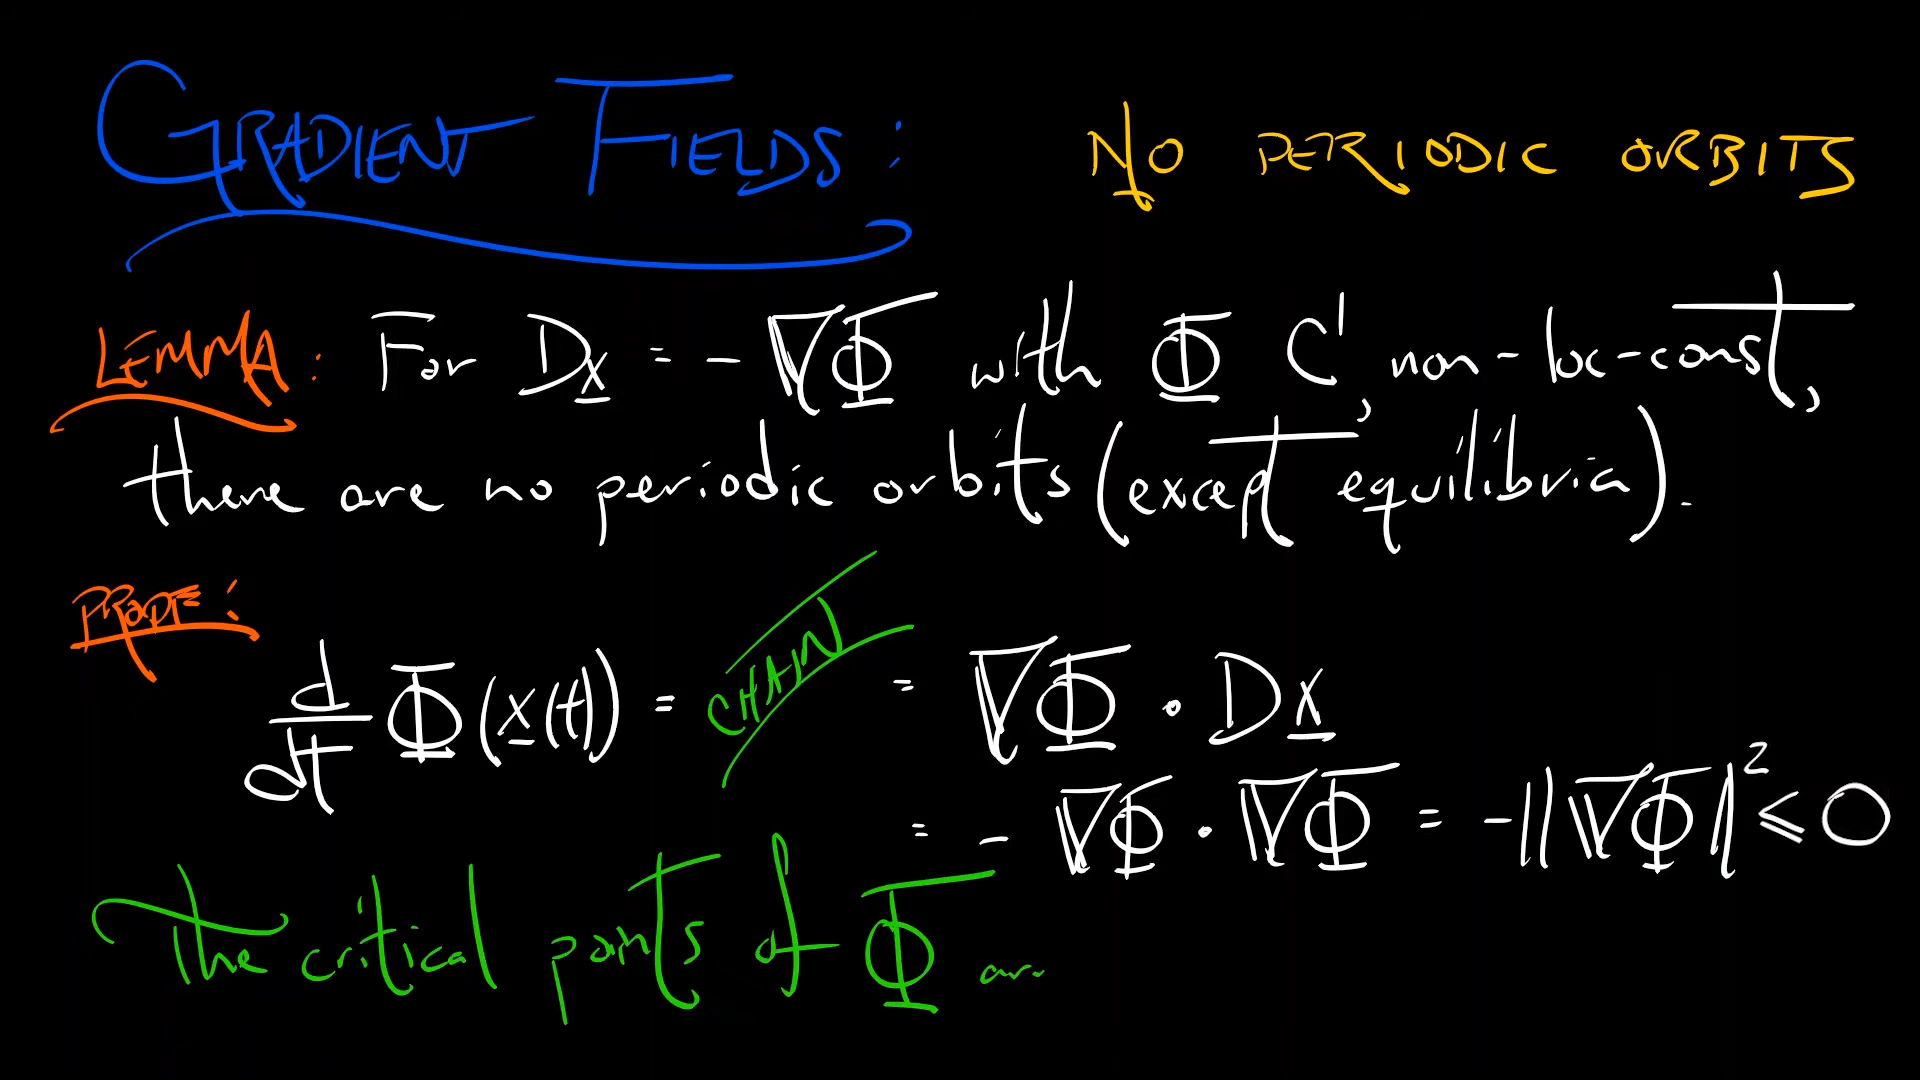 GRADIENT FIELDS: NO PERIODIC ORBITS
LEMMA: For Dx = -∇Φ with Φ C¹, non-loc-const,
there are no periodic orbits (except equilibria).
PROOF:
d/dt Φ(x(t)) = CHAIN = ∇Φ · Dx
= - ∇Φ · ∇Φ = -||∇Φ||² ≤ 0
The critical points of Φ are